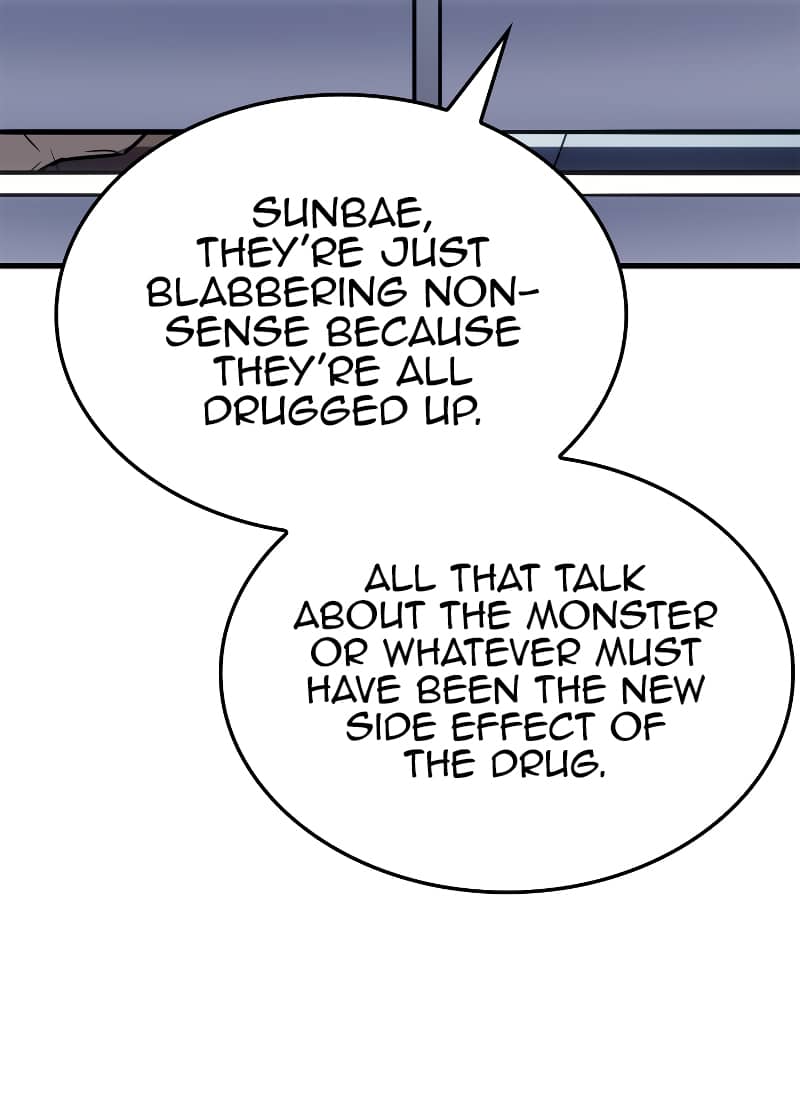 SUNBAE,
THEY'RE JUST
BLABBERING NON-
SENSE BECAUSE
THEY'RE ALL
DRUGGED UP.
ALL THAT TALK
ABOUT THE MONSTER
OR WHATEVER MUST
HAVE BEEN THE NEW
SIDE EFFECT OF
THE DRUG.